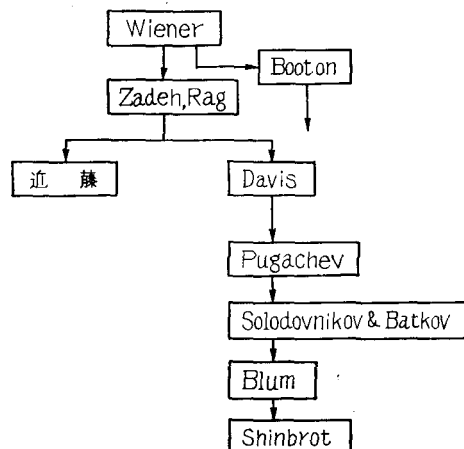 Wiener
Booton
Zadeh,Rag
近藤
Davis
Pugachev
Solodovnikov & Batkov
Blum
Shinbrot